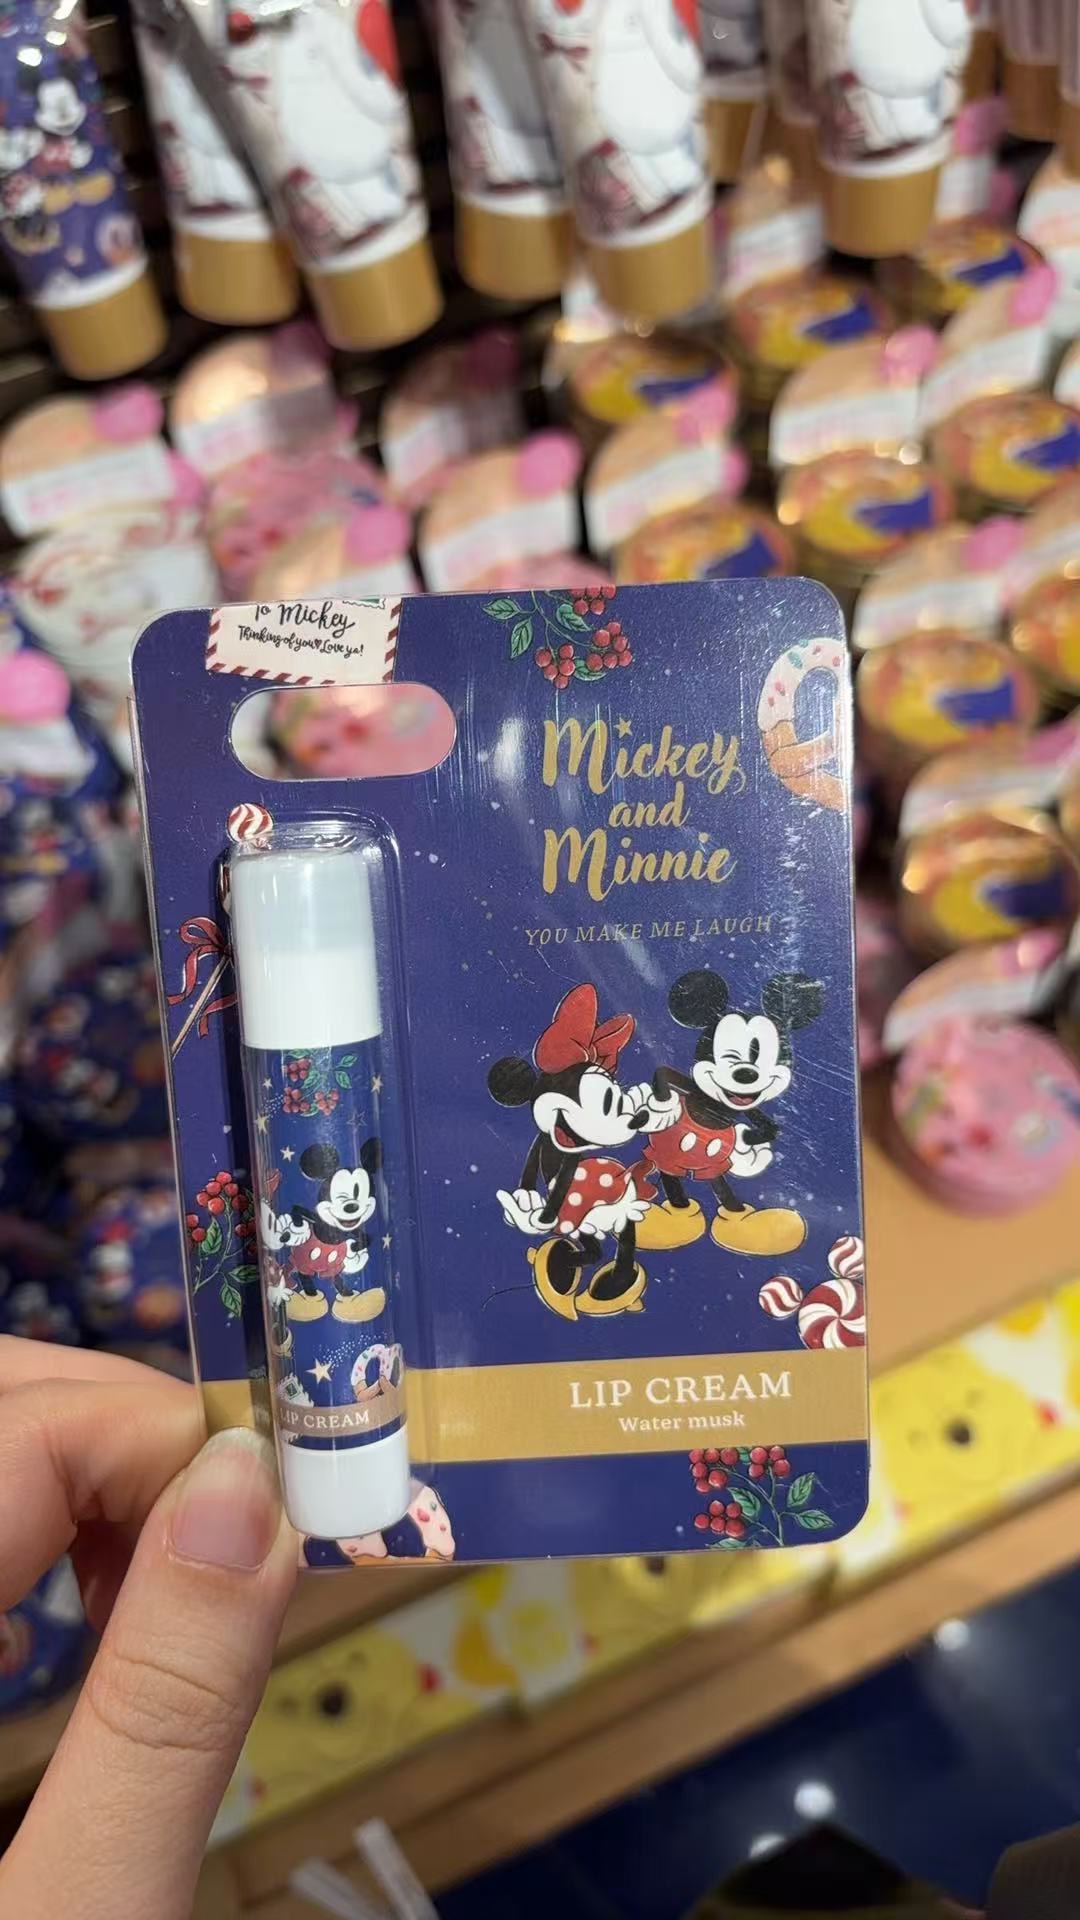 To Mickey
Thinking of you♥Love ya!
Mickey
and
Minnie
YOU MAKE ME LAUGH
LIP CREAM
Water musk
LIP CREAM